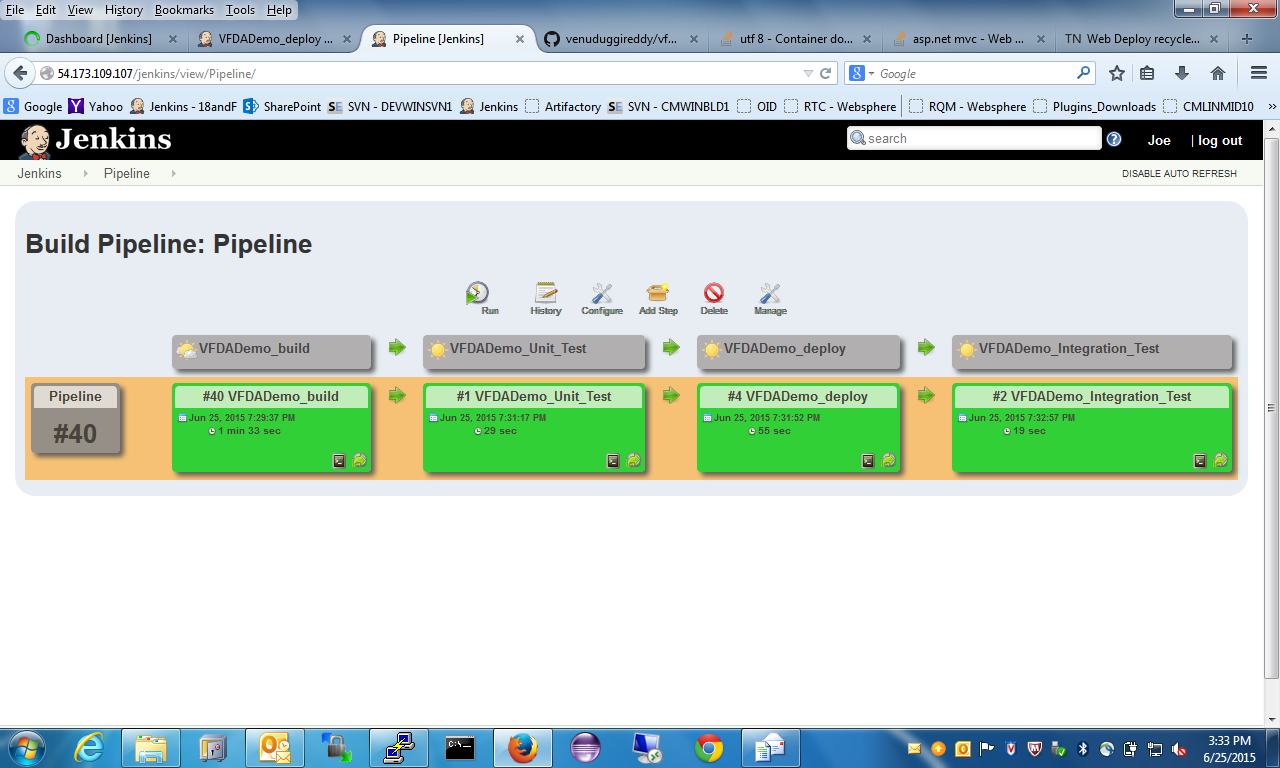 File Edit View History Bookmarks Tools Help
Dashboard [Jenkins] VFDADemo_deploy ... Pipeline [Jenkins] venuduggireddy/vf... utf 8 - Container do... asp.net mvc - Web ... TN Web Deploy recycle...
54.173.109.107/jenkins/view/Pipeline/ Google
Google Yahoo Jenkins - 18andF SharePoint SVN - DEVWINSVN1 Jenkins Artifactory SVN - CMWINBLD1 OID RTC - Websphere RQM - Websphere Plugins_Downloads CMLINMID10 »
Jenkins search Joe | log out
Jenkins Pipeline DISABLE AUTO REFRESH
Build Pipeline: Pipeline
Run History Configure Add Step Delete Manage
VFDADemo_build VFDADemo_Unit_Test VFDADemo_deploy VFDADemo_Integration_Test
Pipeline #40 VFDADemo_build #1 VFDADemo_Unit_Test #4 VFDADemo_deploy #2 VFDADemo_Integration_Test
Jun 25, 2015 7:29:37 PM Jun 25, 2015 7:31:17 PM Jun 25, 2015 7:31:52 PM Jun 25, 2015 7:32:57 PM
#40 1 min 33 sec 29 sec 55 sec 19 sec
3:33 PM
6/25/2015